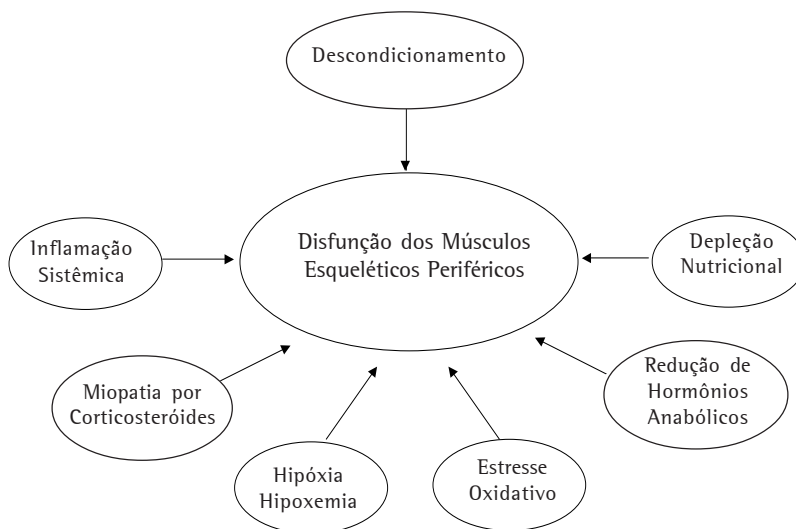 Descondicionamento
Disfunção dos Músculos
Esqueléticos Periféricos
Inflamação
Sistêmica
Depleção
Nutricional
Miopatia por
Corticosteróides
Redução de
Hormônios
Anabólicos
Hipóxia
Hipoxemia
Estresse
Oxidativo